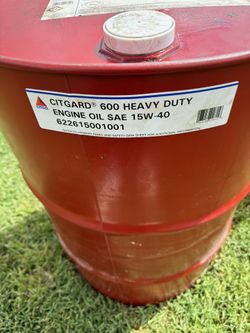 CITGARD® 600 HEAVY DUTY
ENGINE OIL SAE 15W-40
622615001001